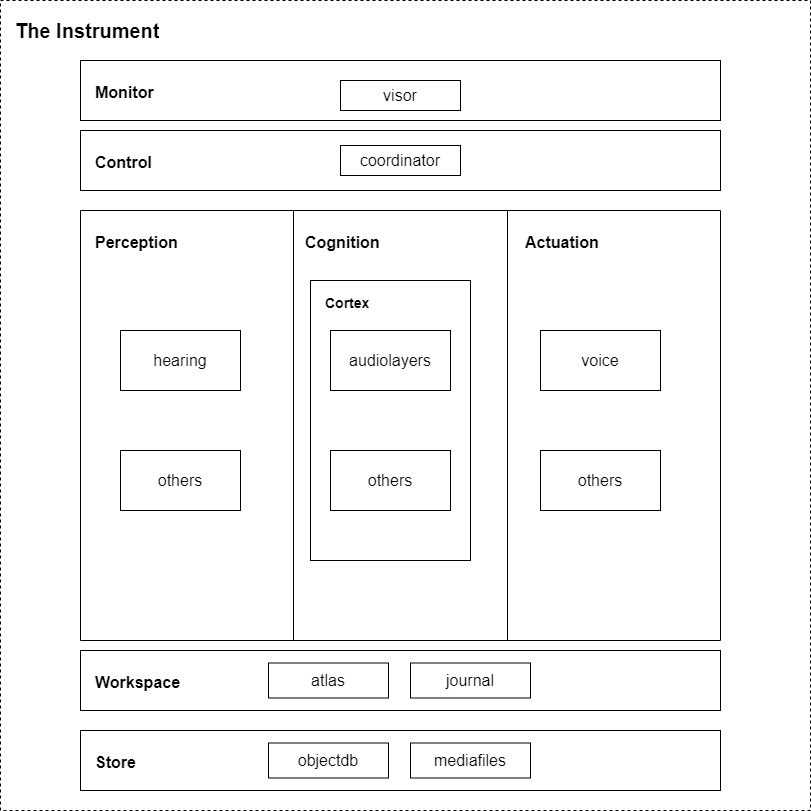 The Instrument
Monitor
visor
Control
coordinator
Perception
Cognition
Actuation
Cortex
hearing
audiolayers
voice
others
others
others
Workspace
atlas
journal
Store
objectdb
mediafiles